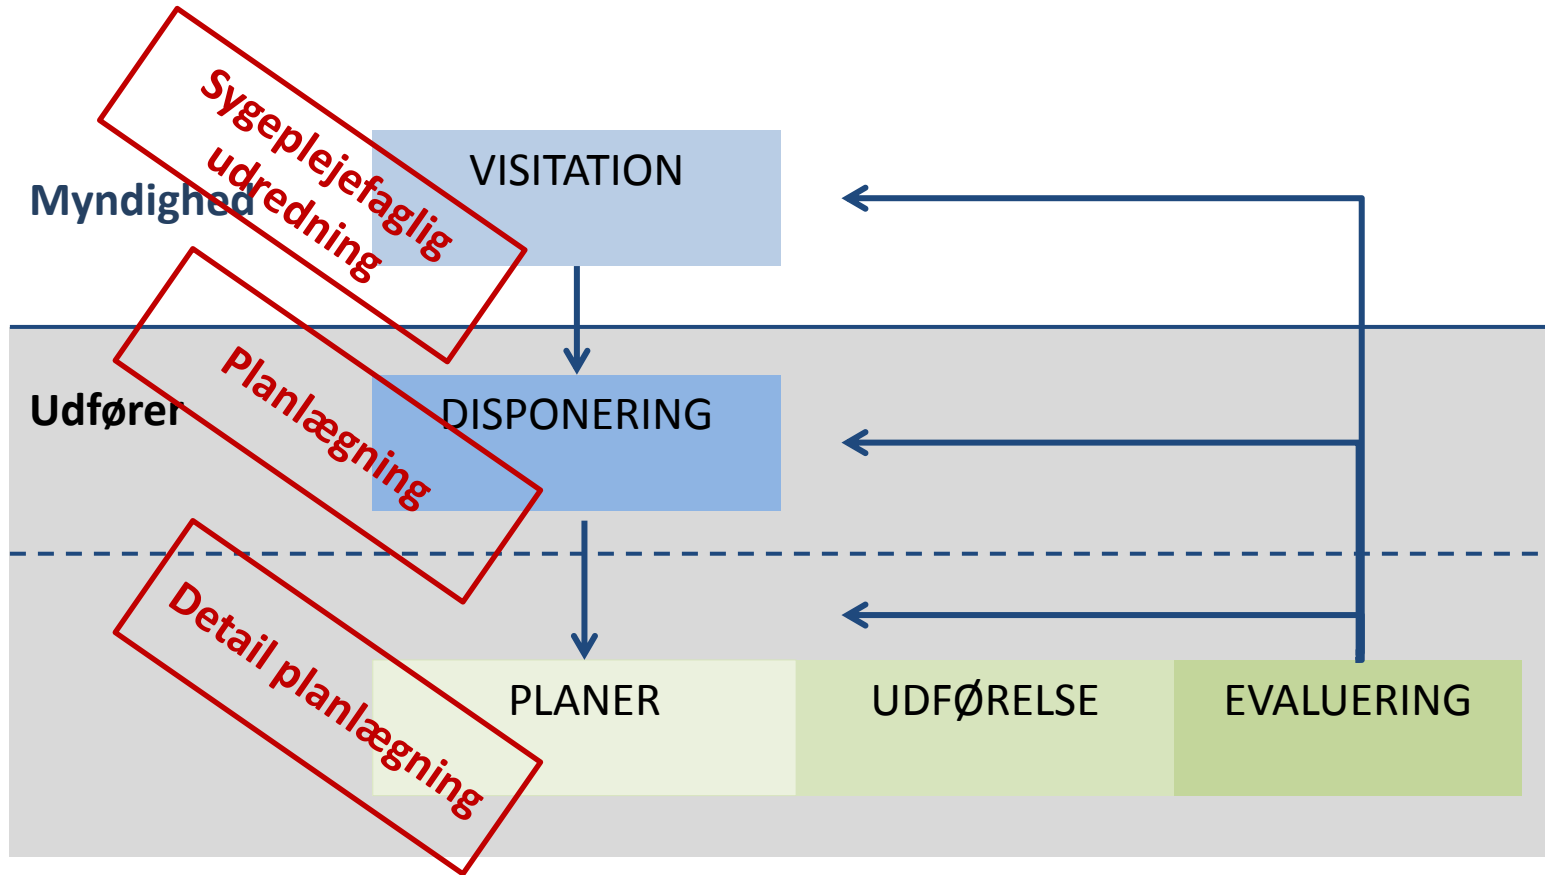 Sygeplejefaglig
udredning
VISITATION
Myndighed
Planlægning
Udfører
DISPONERING
Detail planlægning
PLANER
UDFØRELSE
EVALUERING